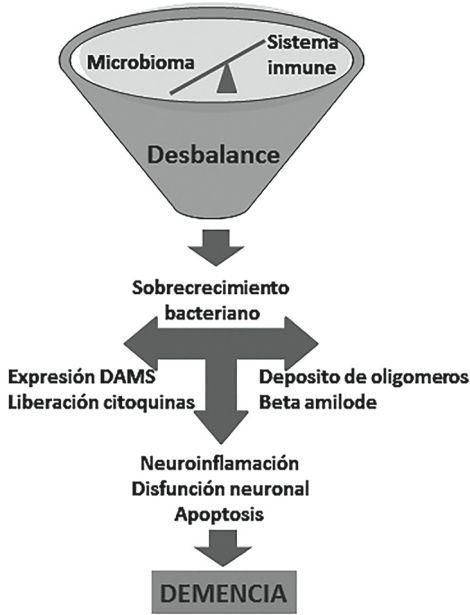 Microbioma
Sistema
inmune
Desbalance
Sobrecrecimiento
bacteriano
Expresión DAMS
Liberación citoquinas
Deposito de oligomeros
Beta amilode
Neuroinflamación
Disfunción neuronal
Apoptosis
DEMENCIA